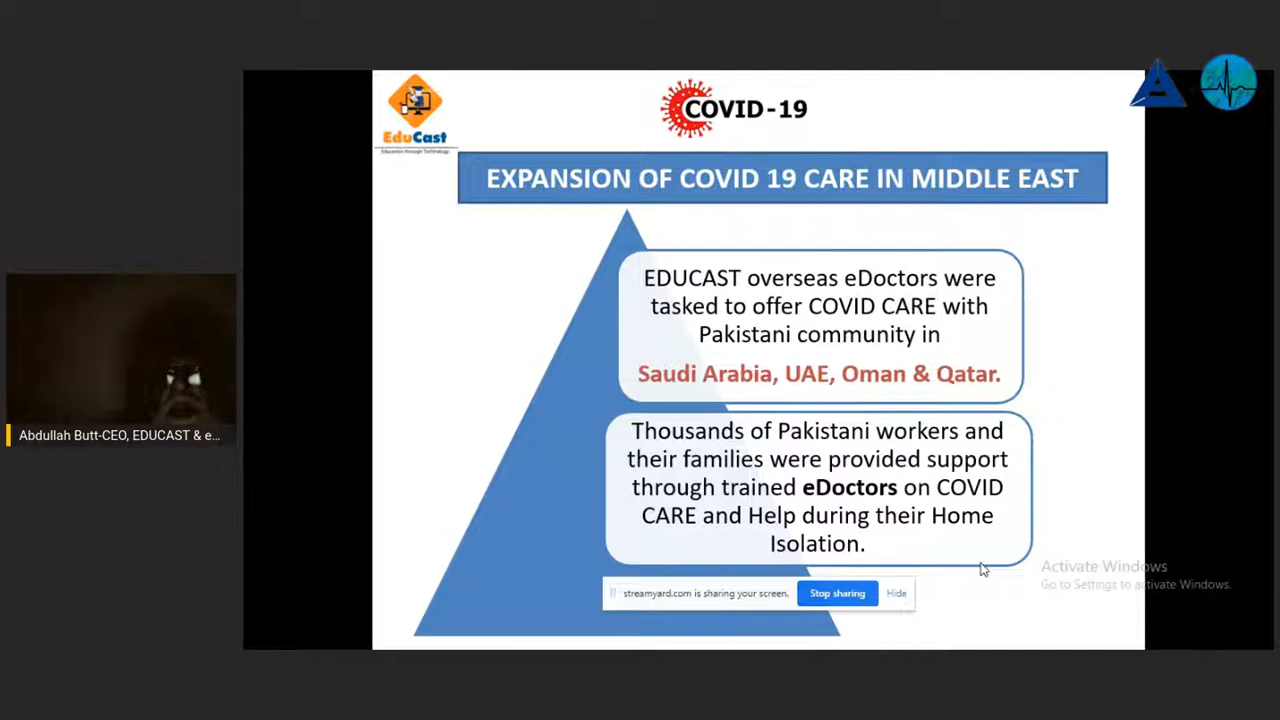 EduCast
Education through Technology
COVID-19
EXPANSION OF COVID 19 CARE IN MIDDLE EAST
EDUCAST overseas eDoctors were
tasked to offer COVID CARE with
Pakistani community in
Saudi Arabia, UAE, Oman & Qatar.
Thousands of Pakistani workers and
their families were provided support
through trained eDoctors on COVID
CARE and Help during their Home
Isolation.
Activate Windows
Go to Settings to activate Windows.
streamyard.com is sharing your screen.
Stop sharing
Hide
Abdullah Butt-CEO, EDUCAST & e...